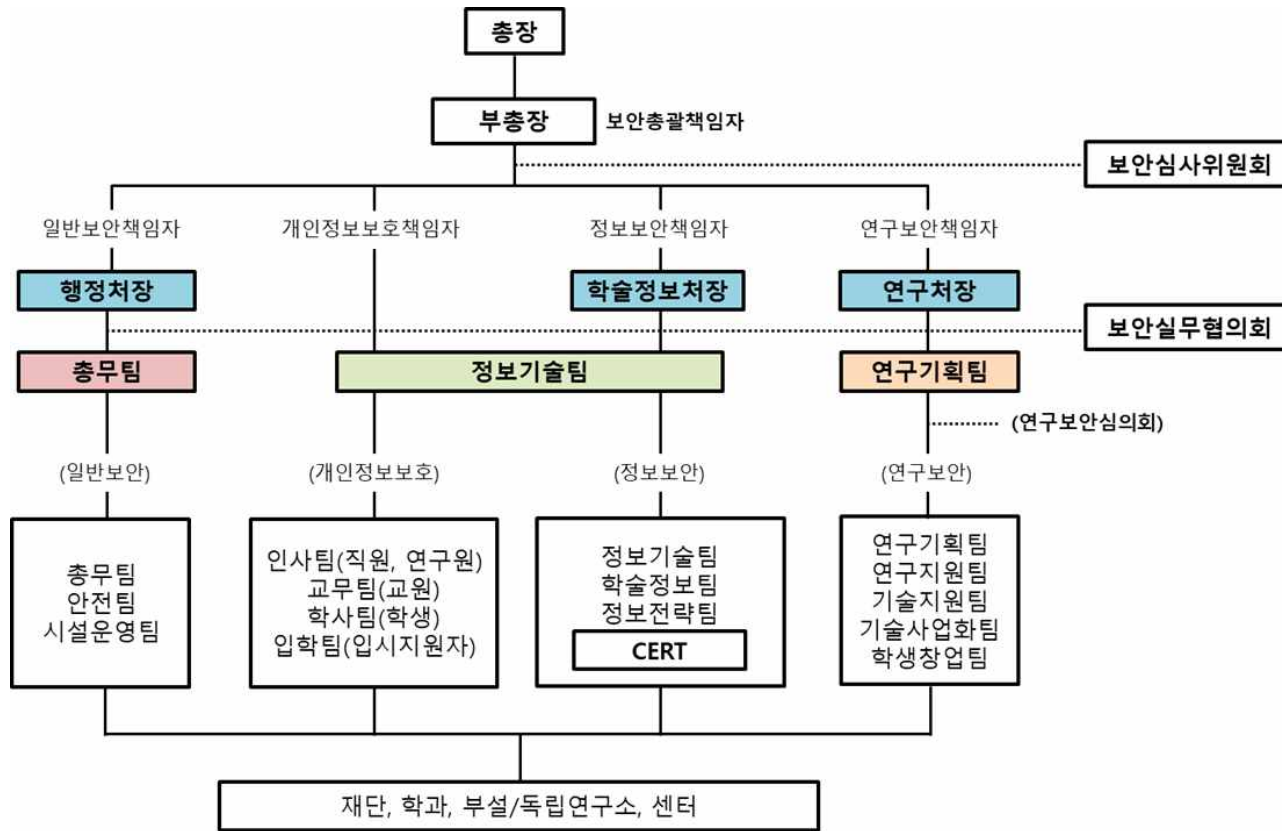 총장
부총장
보안총괄책임자
보안심사위원회
일반보안책임자
개인정보보호책임자
정보보안책임자
연구보안책임자
행정처장
학술정보처장
연구처장
보안실무협의회
총무팀
정보기술팀
연구기획팀
(연구보안심의회)
(일반보안)
(개인정보보호)
(정보보안)
(연구보안)
총무팀
안전팀
시설운영팀
인사팀(직원, 연구원)
교무팀(교원)
학사팀(학생)
입학팀(입시지원자)
정보기술팀
학술정보팀
정보전략팀
CERT
연구기획팀
연구지원팀
기술지원팀
기술사업화팀
학생창업팀
재단, 학과, 부설/독립연구소, 센터